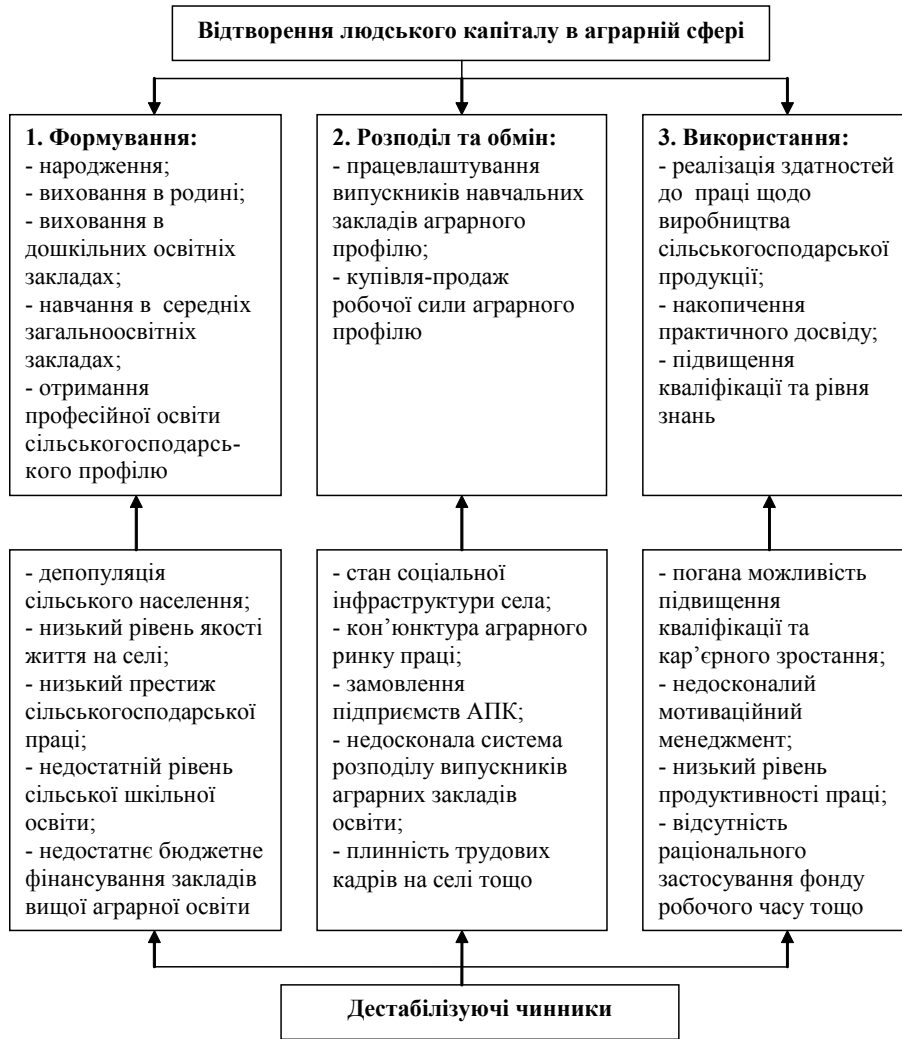 Відтворення людського капіталу в аграрній сфері
1. Формування:
- народження;
- виховання в родині;
- виховання в
дошкільних освітніх
закладах;
- навчання в середніх
загальноосвітніх
закладах;
- отримання
професійної освіти
сільськогосподарсь-
кого профілю
2. Розподіл та обмін:
- працевлаштування
випускників навчальних
закладів аграрного
профілю;
- купівля-продаж
робочої сили аграрного
профілю
3. Використання:
- реалізація здатностей
до праці щодо
виробництва
сільськогосподарської
продукції;
- накопичення
практичного досвіду;
- підвищення
кваліфікації та рівня
знань
- депопуляція
сільського населення;
- низький рівень якості
життя на селі;
- низький престиж
сільськогосподарської
праці;
- недостатній рівень
сільської шкільної
освіти;
- недостатнє бюджетне
фінансування закладів
вищої аграрної освіти
- стан соціальної
інфраструктури села;
- кон’юнктура аграрного
ринку праці;
- замовлення
підприємств АПК;
- недосконала система
розподілу випускників
аграрних закладів
освіти;
- плинність трудових
кадрів на селі тощо
- погана можливість
підвищення
кваліфікації та
кар’єрного зростання;
- недосконалий
мотиваційний
менеджмент;
- низький рівень
продуктивності праці;
- відсутність
раціонального
застосування фонду
робочого часу тощо
Дестабілізуючі чинники